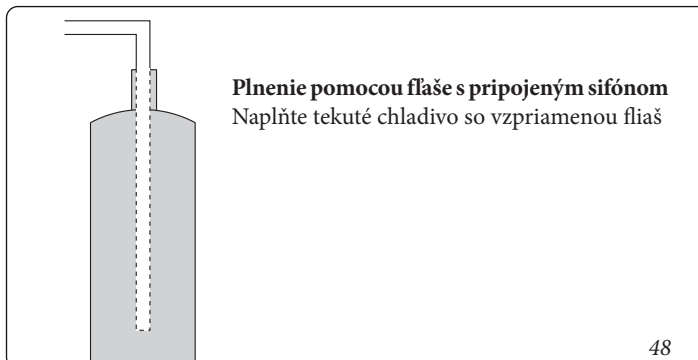 Plnenie pomocou fľaše s pripojeným sifónom
Naplňte tekuté chladivo so vzpriamenou fliaš
48